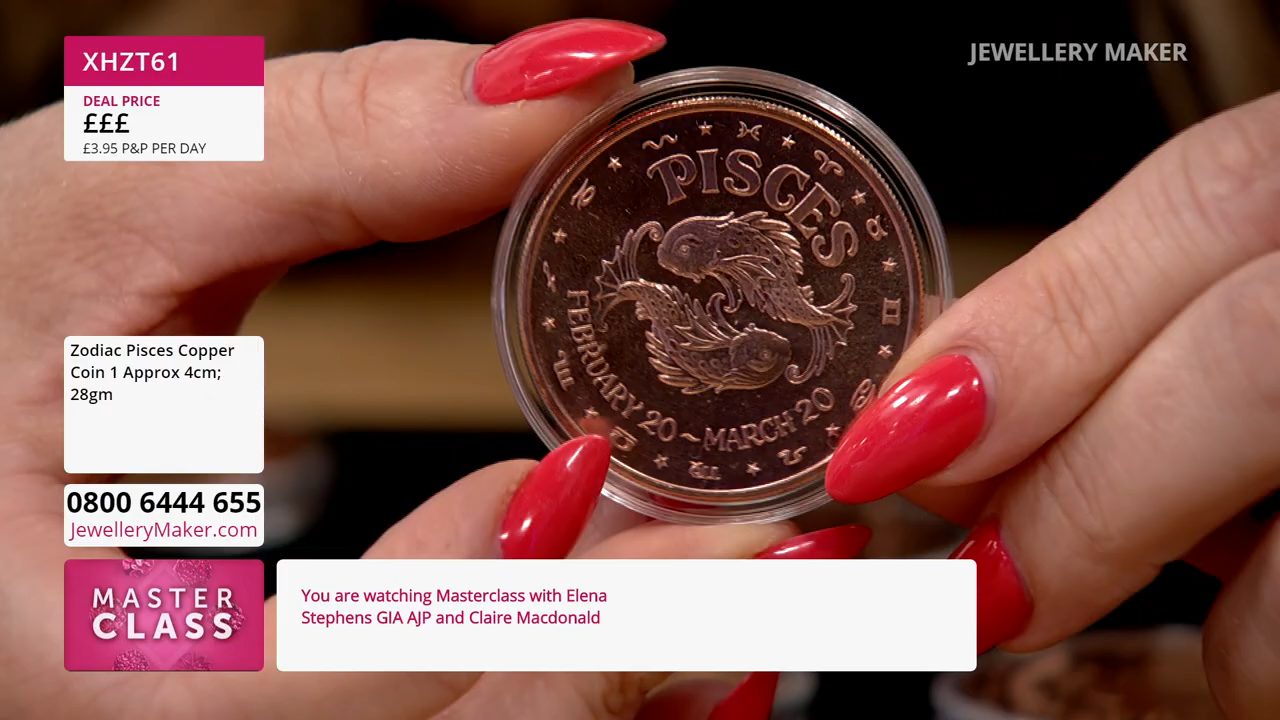 XHZT61
DEAL PRICE
£££
£3.95 P&P PER DAY
JEWELLERY MAKER
PISCES
FEBRUARY 20 ~ MARCH 20
Zodiac Pisces Copper
Coin 1 Approx 4cm;
28gm
0800 6444 655
JewelleryMaker.com
MASTER
CLASS
You are watching Masterclass with Elena
Stephens GIA AJP and Claire Macdonald